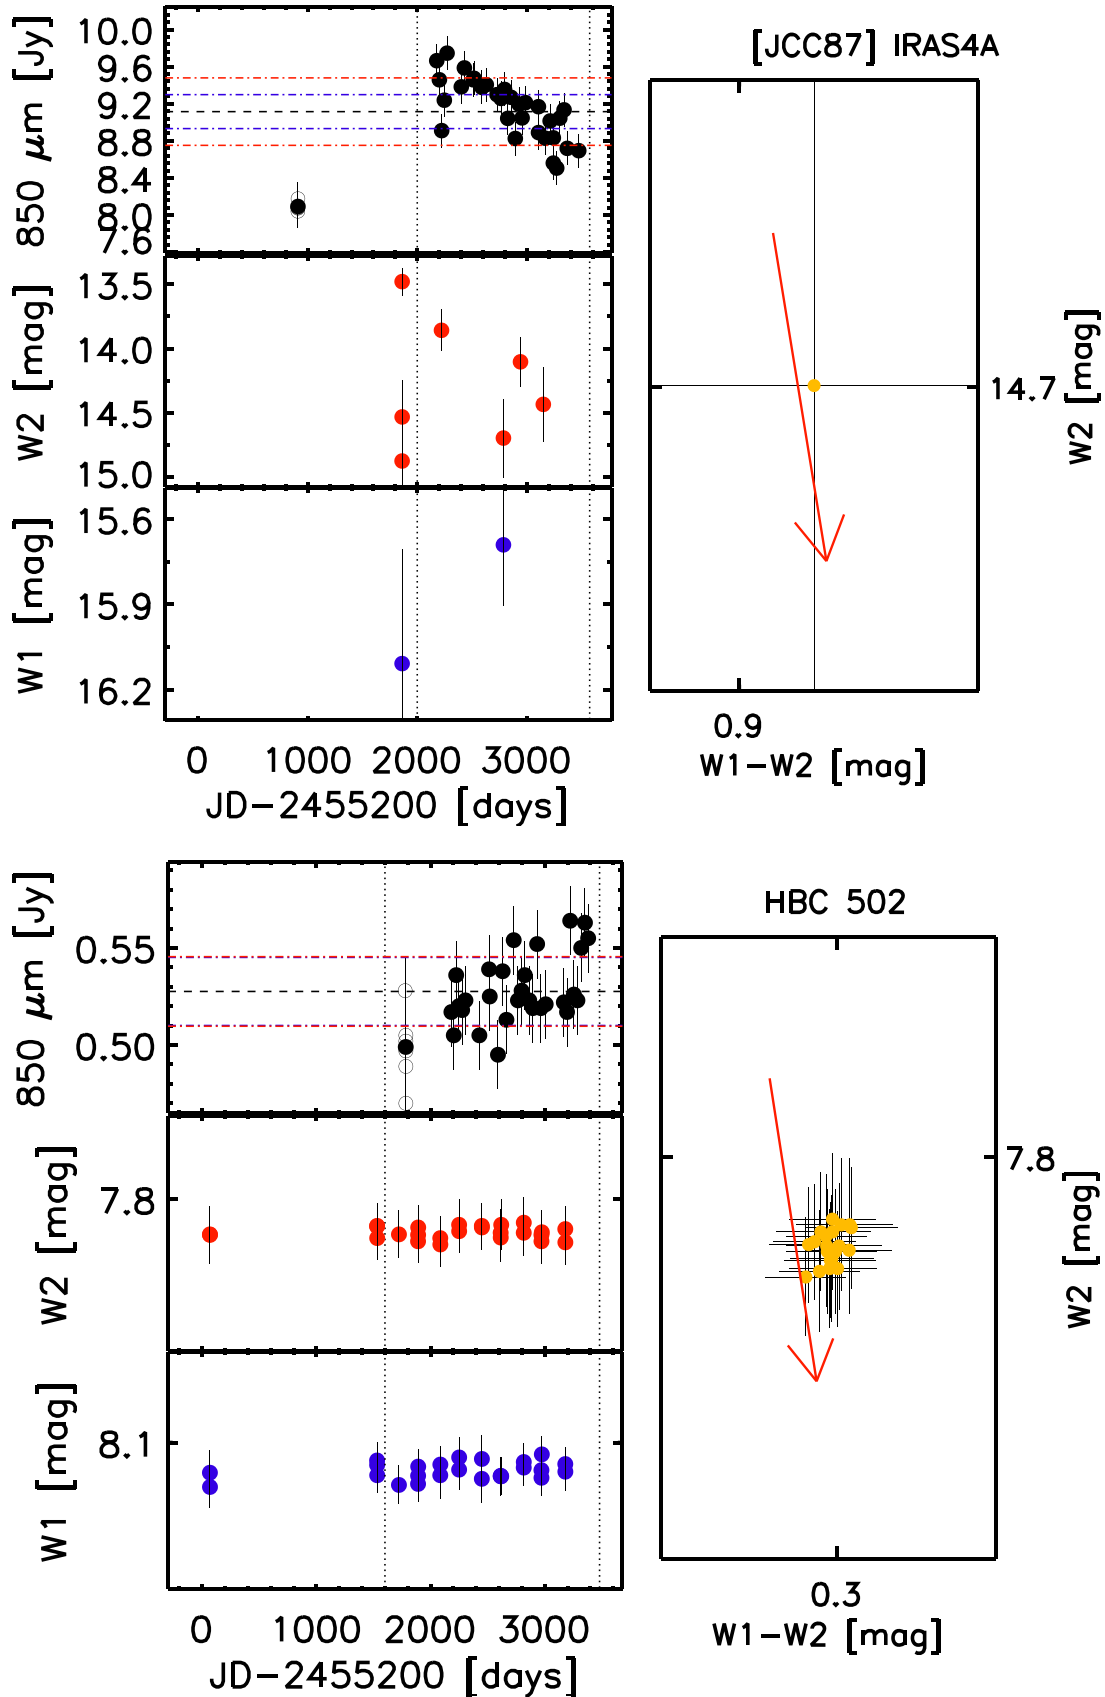 [JCC87] IRAS4A
850 μm [Jy]
10.0
9.6
9.2
8.8
8.4
8.0
7.6
W2 [mag]
13.5
14.0
14.5
15.0
W1 [mag]
15.6
15.9
16.2
0 1000 2000 3000
JD−2455200 [days]
14.7
W2 [mag]
0.9
W1−W2 [mag]
HBC 502
850 μm [Jy]
0.55
0.50
W2 [mag]
7.8
W1 [mag]
8.1
0 1000 2000 3000
JD−2455200 [days]
7.8
W2 [mag]
0.3
W1−W2 [mag]